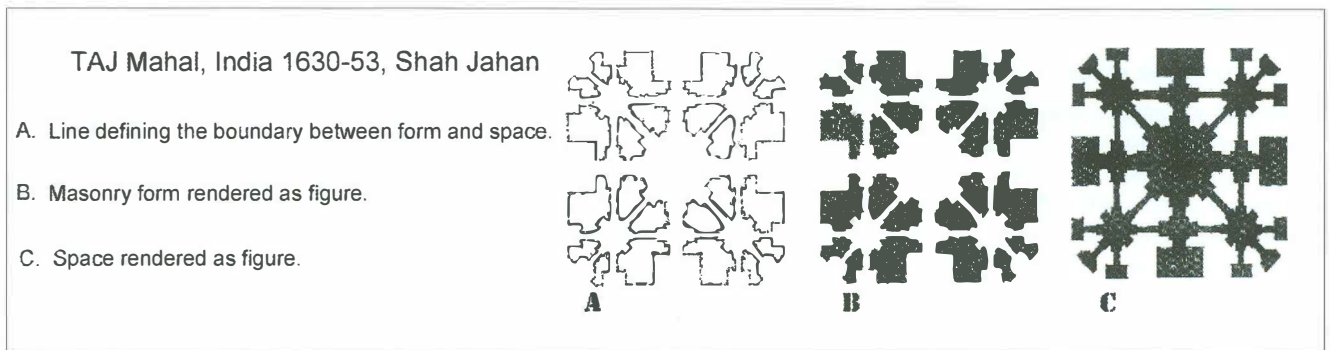 TAJ Mahal, India 1630-53, Shah Jahan
A. Line defining the boundary between form and space.
B. Masonry form rendered as figure.
C. Space rendered as figure.
A
B
C